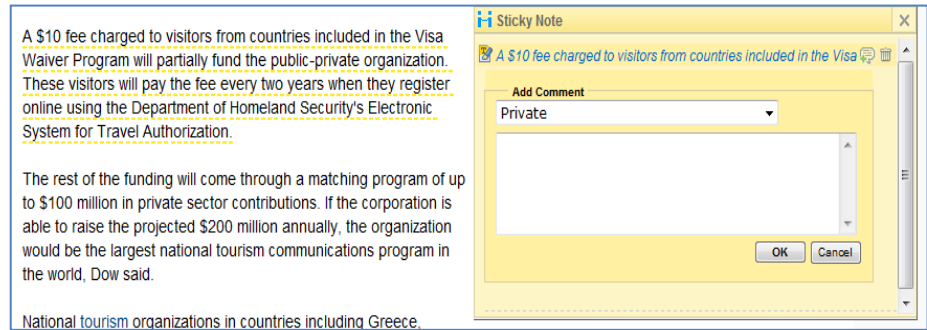 A $10 fee charged to visitors from countries included in the Visa
Waiver Program will partially fund the public-private organization.
These visitors will pay the fee every two years when they register
online using the Department of Homeland Security's Electronic
System for Travel Authorization.
The rest of the funding will come through a matching program of up
to $100 million in private sector contributions. If the corporation is
able to raise the projected $200 million annually, the organization
would be the largest national tourism communications program in
the world, Dow said.
National tourism organizations in countries including Greece,
Sticky Note
A $10 fee charged to visitors from countries included in the Visa
Add Comment
Private
OK Cancel